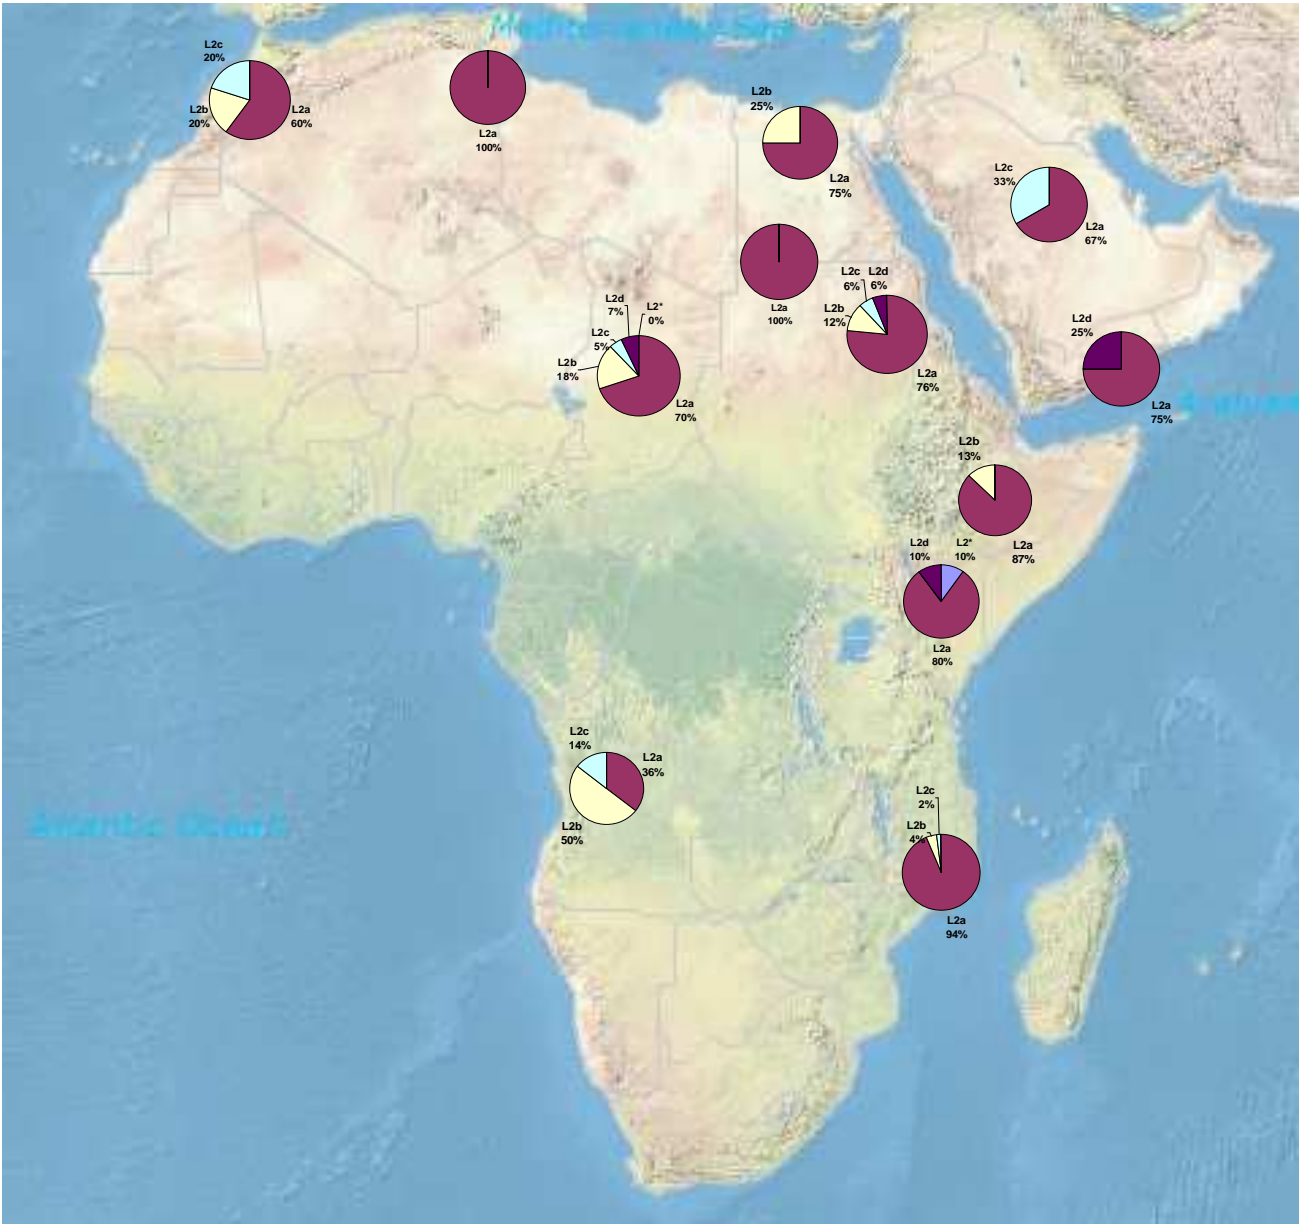 Mediterranean Sea
L2c
20%
L2b
20%
L2a
60%
L2a
100%
L2b
25%
L2a
75%
L2c
33%
L2a
67%
L2a
100%
L2c
6%
L2d
6%
L2b
12%
L2a
76%
L2d
7%
L2*
0%
L2c
5%
L2b
18%
L2a
70%
L2d
25%
L2a
75%
L2b
13%
L2a
87%
L2d
10%
L2*
10%
L2a
80%
L2c
14%
L2a
36%
L2b
50%
Atlantic Ocean
L2c
2%
L2b
4%
L2a
94%